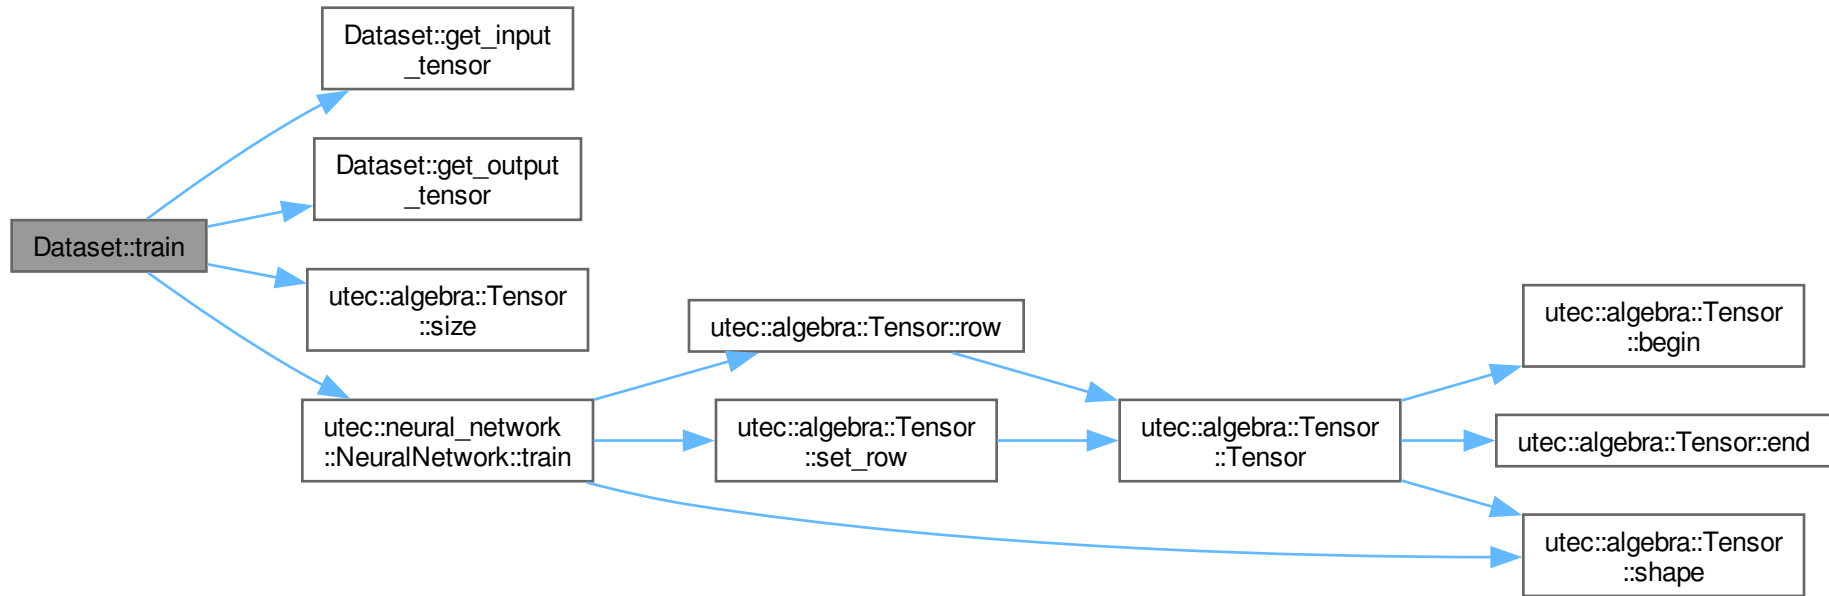 Dataset::get_input
_tensor
Dataset::get_output
_tensor
Dataset::train
utec::algebra::Tensor
::size
utec::neural_network
::NeuralNetwork::train
utec::algebra::Tensor::row
utec::algebra::Tensor
::set_row
utec::algebra::Tensor
::Tensor
utec::algebra::Tensor
::begin
utec::algebra::Tensor::end
utec::algebra::Tensor
::shape